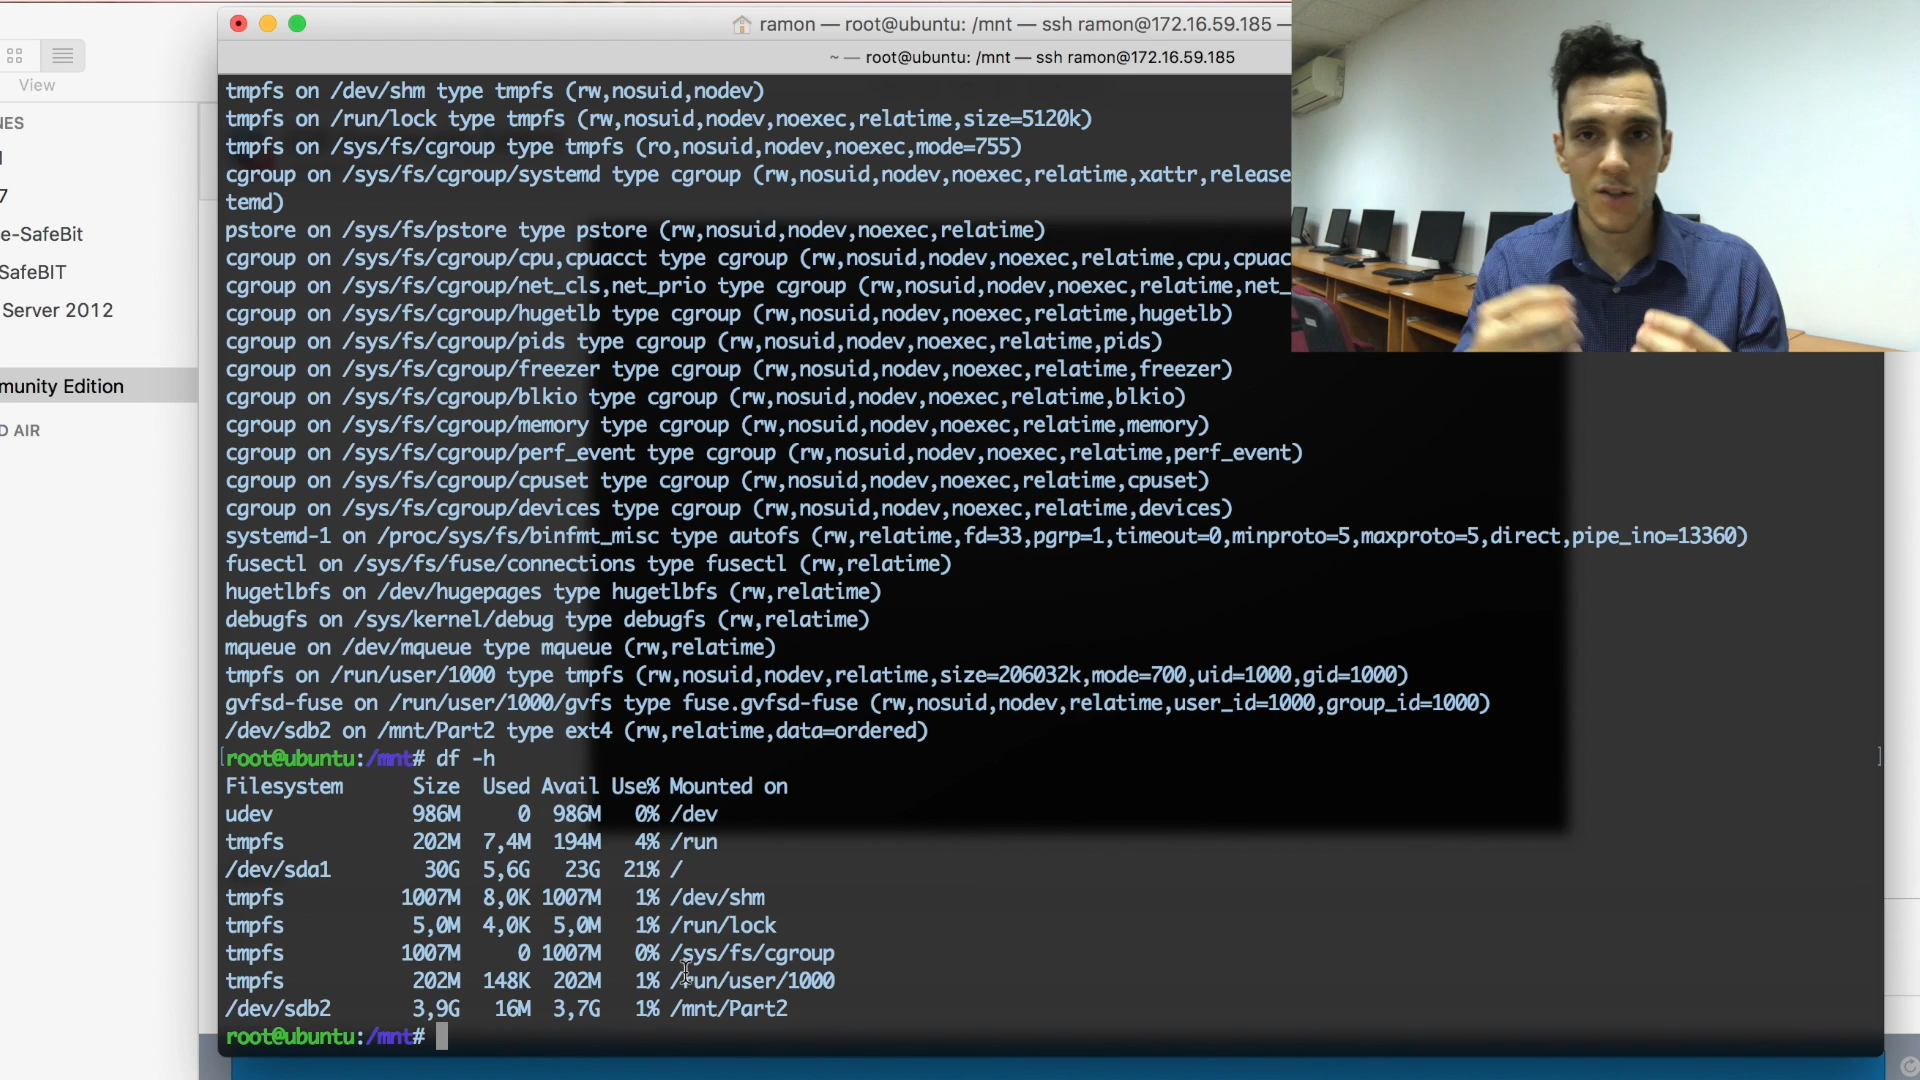 ramon — root@ubuntu: /mnt — ssh ramon@172.16.59.185 —
~ — root@ubuntu: /mnt — ssh ramon@172.16.59.185
View
NES
7
e-SafeBit
SafeBIT
Server 2012
munity Edition
D AIR
tmpfs on /dev/shm type tmpfs (rw,nosuid,nodev)
tmpfs on /run/lock type tmpfs (rw,nosuid,nodev,noexec,relatime,size=5120k)
tmpfs on /sys/fs/cgroup type tmpfs (ro,nosuid,nodev,noexec,mode=755)
cgroup on /sys/fs/cgroup/systemd type cgroup (rw,nosuid,nodev,noexec,relatime,xattr,release
temd)
pstore on /sys/fs/pstore type pstore (rw,nosuid,nodev,noexec,relatime)
cgroup on /sys/fs/cgroup/cpu,cpuacct type cgroup (rw,nosuid,nodev,noexec,relatime,cpu,cpuac
cgroup on /sys/fs/cgroup/net_cls,net_prio type cgroup (rw,nosuid,nodev,noexec,relatime,net_
cgroup on /sys/fs/cgroup/hugetlb type cgroup (rw,nosuid,nodev,noexec,relatime,hugetlb)
cgroup on /sys/fs/cgroup/pids type cgroup (rw,nosuid,nodev,noexec,relatime,pids)
cgroup on /sys/fs/cgroup/freezer type cgroup (rw,nosuid,nodev,noexec,relatime,freezer)
cgroup on /sys/fs/cgroup/blkio type cgroup (rw,nosuid,nodev,noexec,relatime,blkio)
cgroup on /sys/fs/cgroup/memory type cgroup (rw,nosuid,nodev,noexec,relatime,memory)
cgroup on /sys/fs/cgroup/perf_event type cgroup (rw,nosuid,nodev,noexec,relatime,perf_event)
cgroup on /sys/fs/cgroup/cpuset type cgroup (rw,nosuid,nodev,noexec,relatime,cpuset)
cgroup on /sys/fs/cgroup/devices type cgroup (rw,nosuid,nodev,noexec,relatime,devices)
systemd-1 on /proc/sys/fs/binfmt_misc type autofs (rw,relatime,fd=33,pgrp=1,timeout=0,minproto=5,maxproto=5,direct,pipe_ino=13360)
fusectl on /sys/fs/fuse/connections type fusectl (rw,relatime)
hugetlbfs on /dev/hugepages type hugetlbfs (rw,relatime)
debugfs on /sys/kernel/debug type debugfs (rw,relatime)
mqueue on /dev/mqueue type mqueue (rw,relatime)
tmpfs on /run/user/1000 type tmpfs (rw,nosuid,nodev,relatime,size=206032k,mode=700,uid=1000,gid=1000)
gvfsd-fuse on /run/user/1000/gvfs type fuse.gvfsd-fuse (rw,nosuid,nodev,relatime,user_id=1000,group_id=1000)
/dev/sdb2 on /mnt/Part2 type ext4 (rw,relatime,data=ordered)
[root@ubuntu:/mnt# df -h ]
Filesystem Size Used Avail Use% Mounted on
udev 986M 0 986M 0% /dev
tmpfs 202M 7,4M 194M 4% /run
/dev/sda1 30G 5,6G 23G 21% /
tmpfs 1007M 8,0K 1007M 1% /dev/shm
tmpfs 5,0M 4,0K 5,0M 1% /run/lock
tmpfs 1007M 0 1007M 0% /sys/fs/cgroup
tmpfs 202M 148K 202M 1% /run/user/1000
/dev/sdb2 3,9G 16M 3,7G 1% /mnt/Part2
root@ubuntu:/mnt#